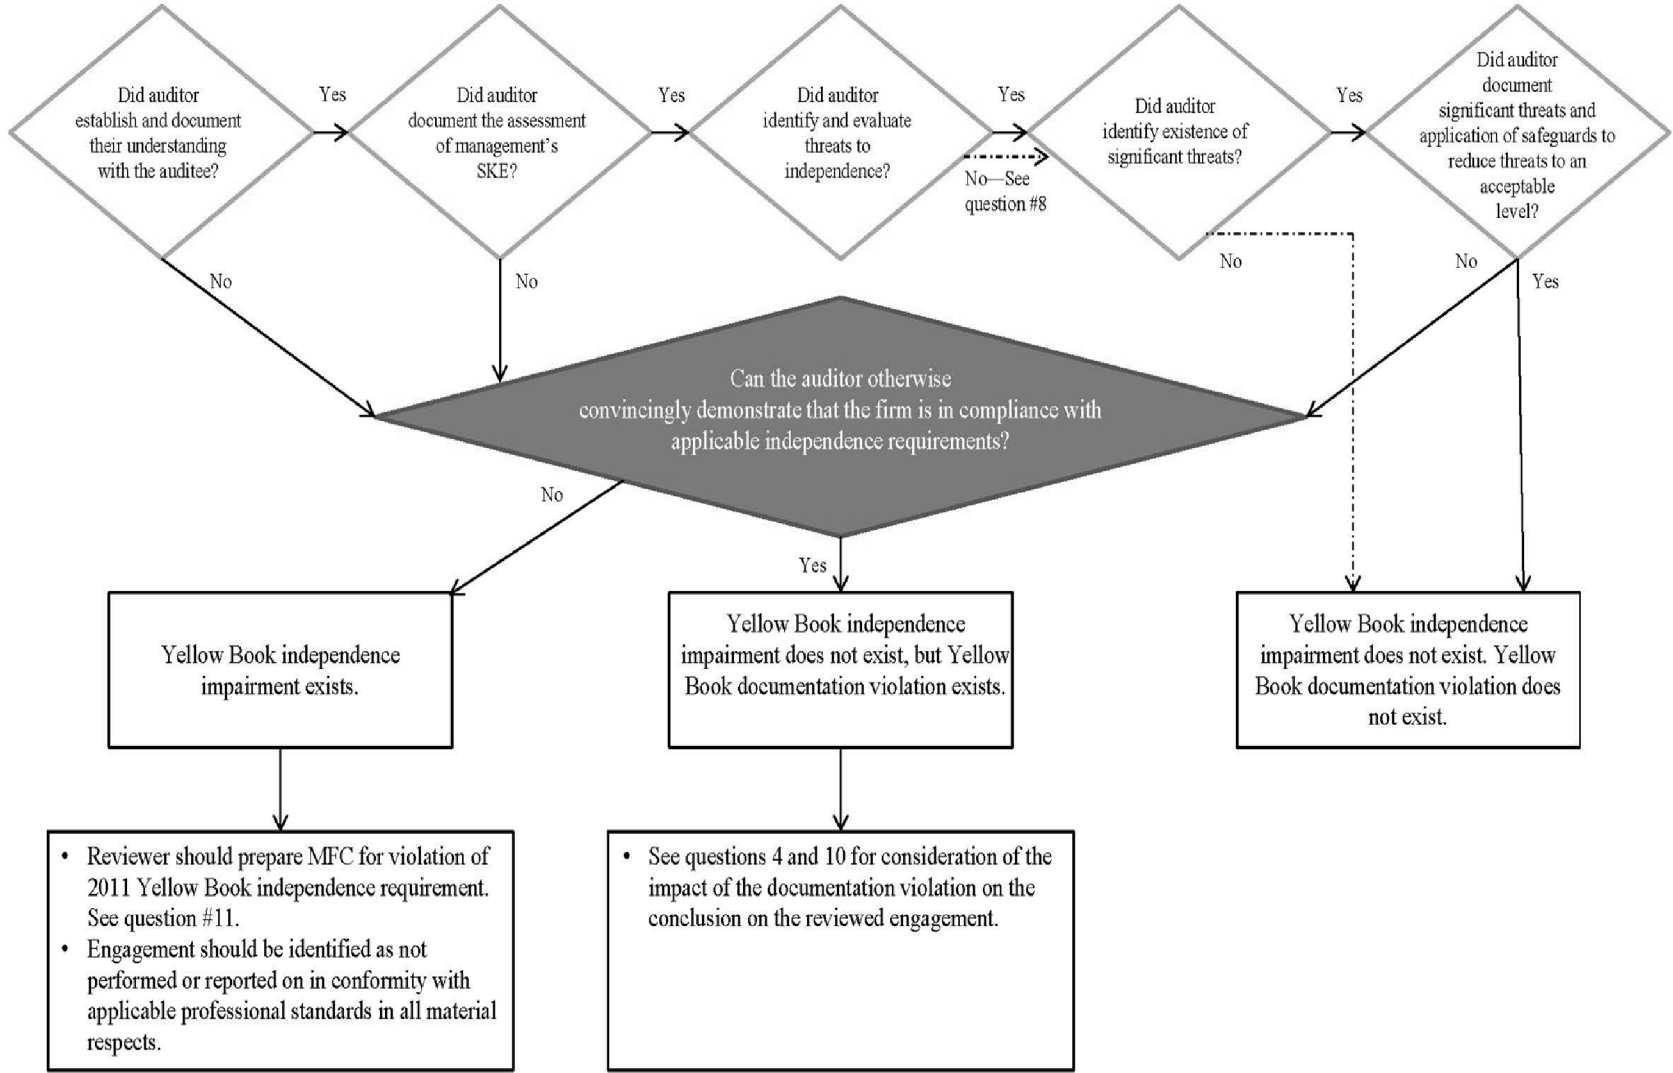 Did auditor
establish and document
their understanding
with the auditee?
Yes
Did auditor
document the assessment
of management's
SKE?
Yes
Did auditor
identify and evaluate
threats to
independence?
Yes
No—See
question #8
Did auditor
identify existence of
significant threats?
Yes
Did auditor
document
significant threats and
application of safeguards to
reduce threats to an
acceptable
level?
No
No
No
No
Yes
Can the auditor otherwise
convincingly demonstrate that the firm is in compliance with
applicable independence requirements?
No
Yes
Yellow Book independence
impairment exists.
Yellow Book independence
impairment does not exist, but Yellow
Book documentation violation exists.
Yellow Book independence
impairment does not exist. Yellow
Book documentation violation does
not exist.
• Reviewer should prepare MFC for violation of
2011 Yellow Book independence requirement.
See question #11.
• Engagement should be identified as not
performed or reported on in conformity with
applicable professional standards in all material
respects.
• See questions 4 and 10 for consideration of the
impact of the documentation violation on the
conclusion on the reviewed engagement.